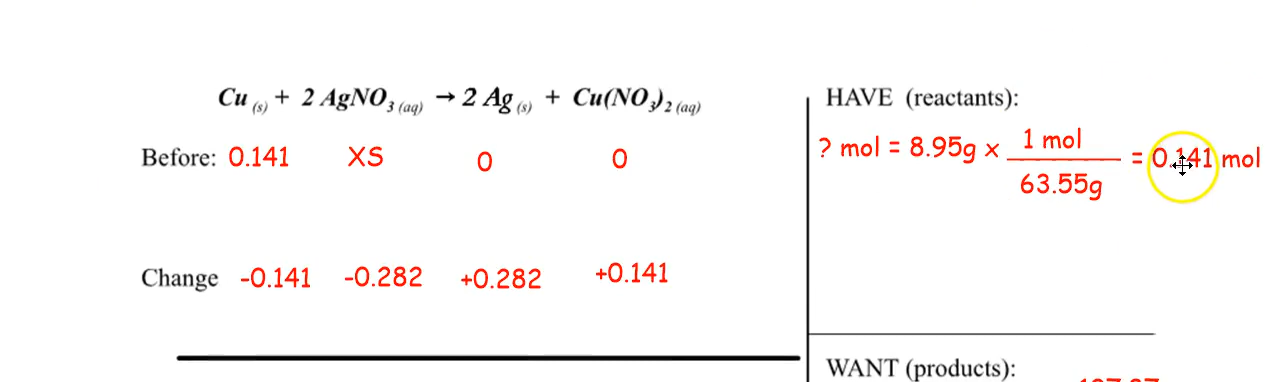 Cu (s) + 2 AgNO3 (aq) → 2 Ag (s) + Cu(NO3)2 (aq)
Before: 0.141 XS 0 0
Change -0.141 -0.282 +0.282 +0.141
HAVE (reactants):
? mol = 8.95g x 1 mol / 63.55g = 0.141 mol
WANT (products):